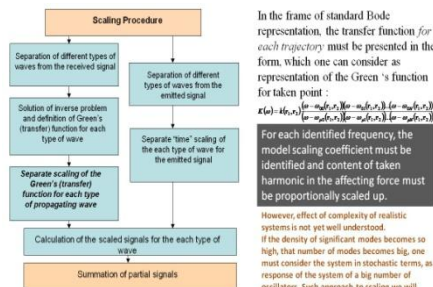 Scaling Procedure
Separation of different types of
waves from the received signal
Solution of inverse problem
and definition of Green's
(transfer) function for each
type of wave
Separate scaling of
the Green's (transfer)
function for each type
of propagating wave
Separation of different
types of waves from the
emitted signal
Separate "time" scaling of
the each type of wave for
the emitted signal
Calculation of the scaled signals for the each type of
wave
Summation of partial signals
In the frame of standard Bode
representation, the transfer function for
each trajectory must be presented in the
form, which one can consider as
representation of the Green 's function
for taken point :
For each identified frequency, the
model scaling coefficient must be
identified and content of taken
harmonic in the affecting force must
be proportionally scaled up.
However, effect of complexity of realistic
systems is not yet well understood.
If the density of significant modes becomes so
high, that number of modes becomes big, one
must consider the system in stochastic terms, as
response of the system of a big number of
oscillators. Such approach to scaling we will